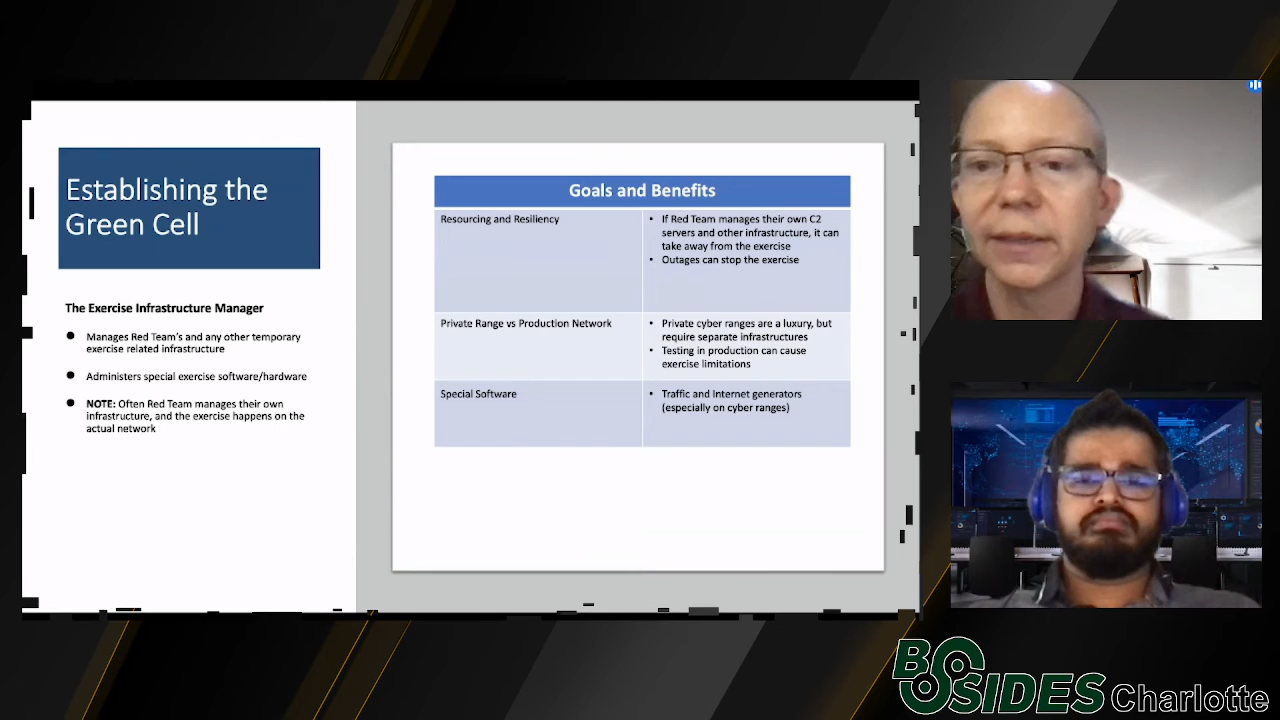 Establishing the
Green Cell
The Exercise Infrastructure Manager
● Manages Red Team's and any other temporary
exercise related infrastructure
● Administers special exercise software/hardware
● NOTE: Often Red Team manages their own
infrastructure, and the exercise happens on the
actual network
Goals and Benefits
Resourcing and Resiliency
• If Red Team manages their own C2
servers and other infrastructure, it can
take away from the exercise
• Outages can stop the exercise
Private Range vs Production Network
• Private cyber ranges are a luxury, but
require separate infrastructures
• Testing in production can cause
exercise limitations
Special Software
• Traffic and Internet generators
(especially on cyber ranges)
BSIDES Charlotte